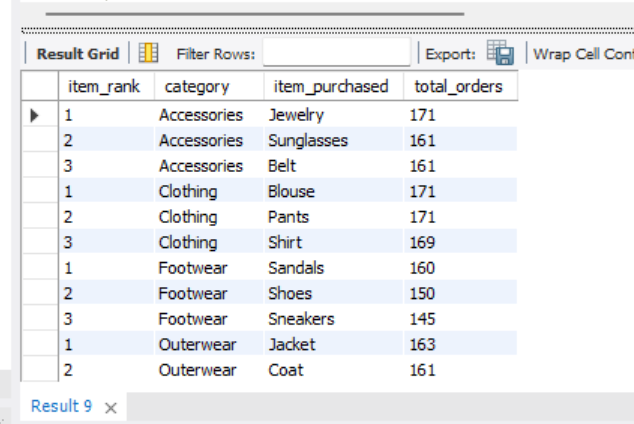 Result Grid Filter Rows: Export: Wrap Cell Cont
item_rank category item_purchased total_orders
1 Accessories Jewelry 171
2 Accessories Sunglasses 161
3 Accessories Belt 161
1 Clothing Blouse 171
2 Clothing Pants 171
3 Clothing Shirt 169
1 Footwear Sandals 160
2 Footwear Shoes 150
3 Footwear Sneakers 145
1 Outerwear Jacket 163
2 Outerwear Coat 161
Result 9 ×